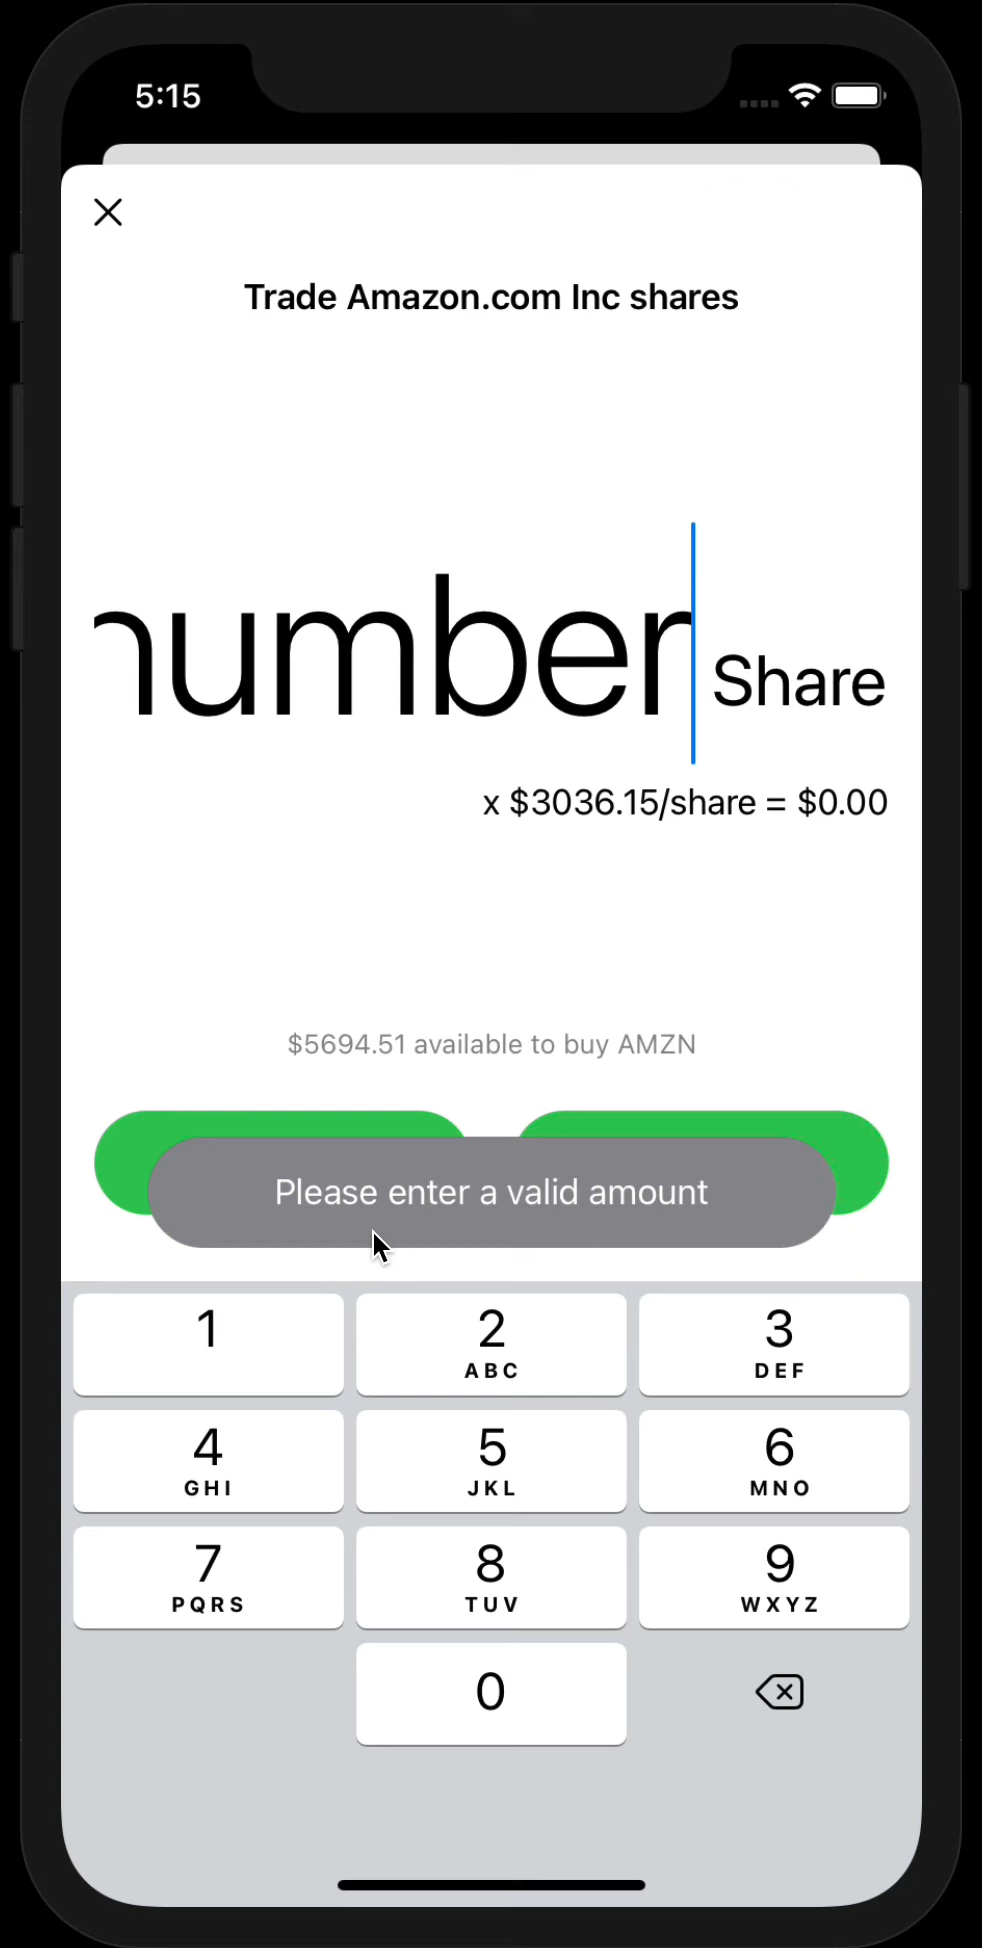 5:15
Trade Amazon.com Inc shares
number Share
x $3036.15/share = $0.00
$5694.51 available to buy AMZN
Please enter a valid amount
1
2
ABC
3
DEF
4
GHI
5
JKL
6
MNO
7
PQRS
8
TUV
9
WXYZ
0